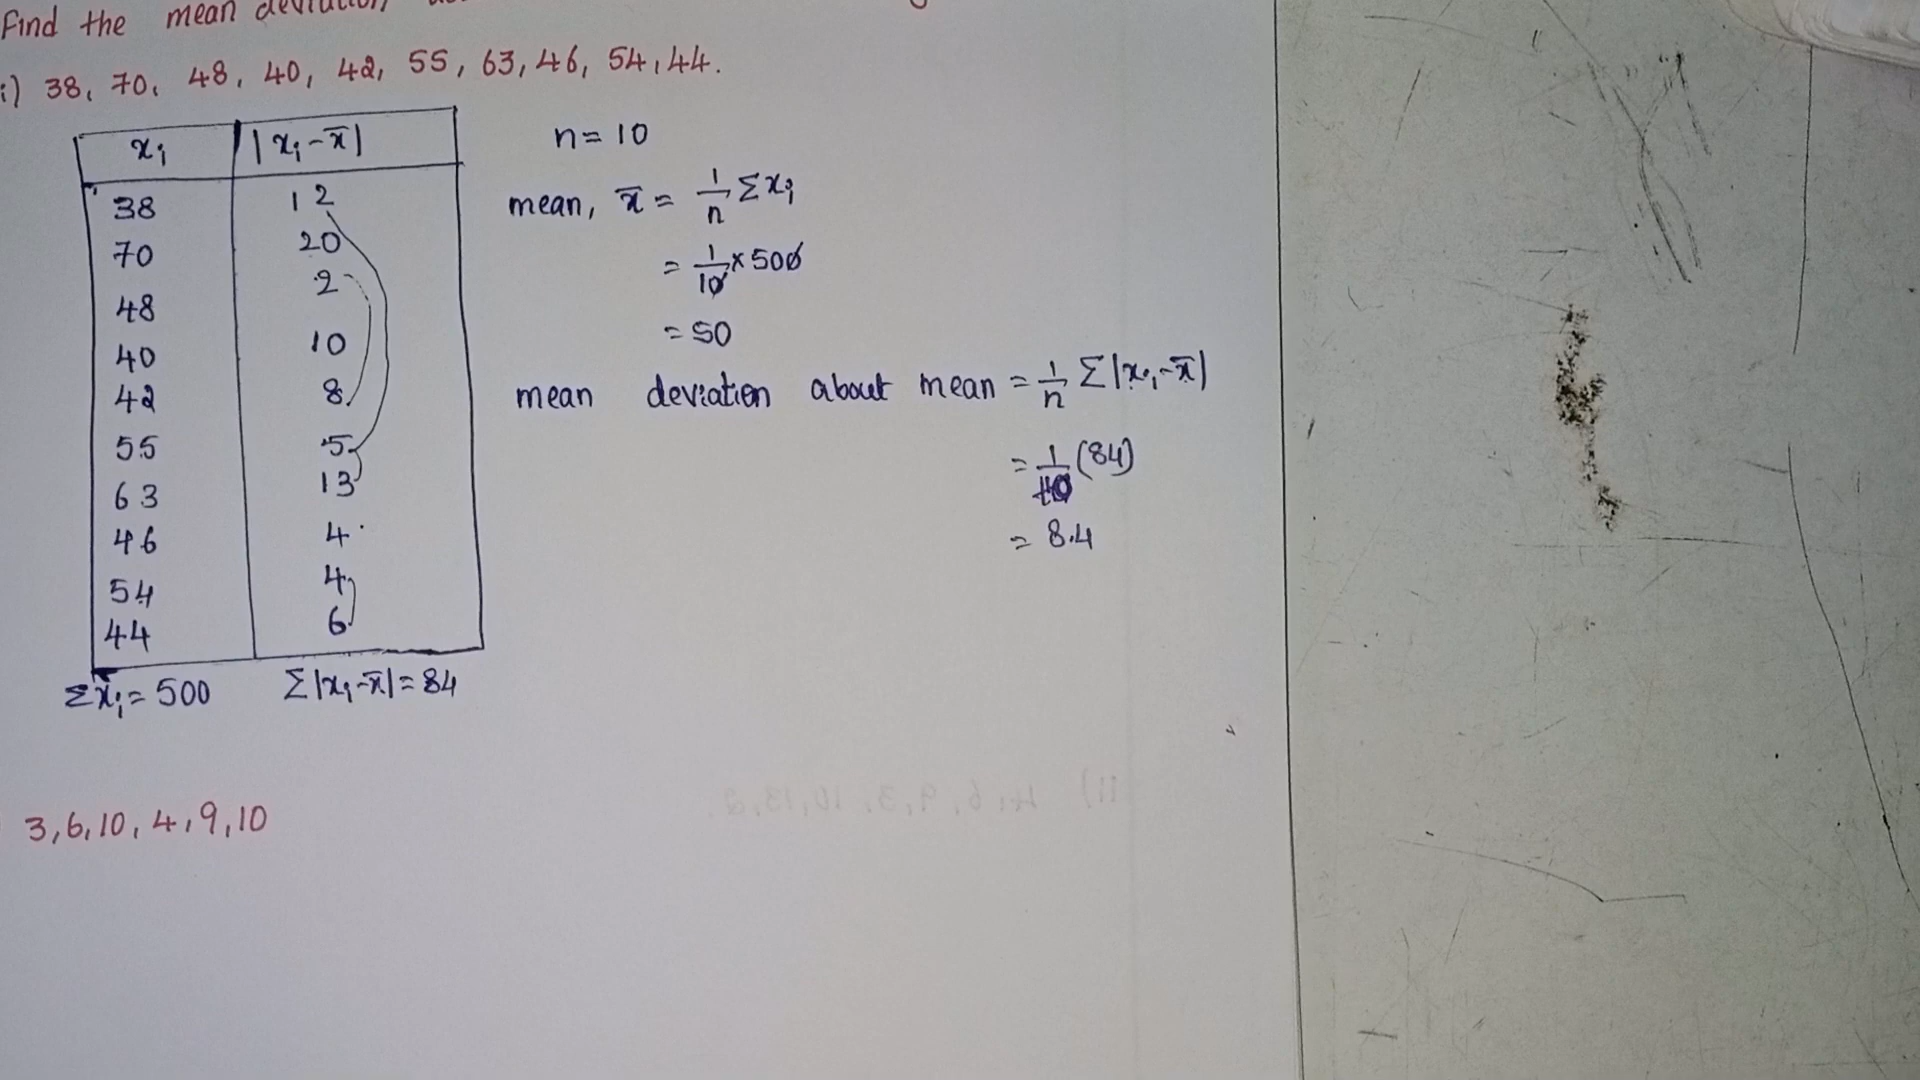 Find the mean deviation
i) 38, 70, 48, 40, 42, 55, 63, 46, 54, 44.
xᵢ |xᵢ-x̄|
38 12
70 20
48 2
40 10
42 8
55 5
63 13
46 4
54 4
44 6
Σxᵢ = 500 Σ|xᵢ-x̄| = 84
n = 10
mean, x̄ = 1/n Σxᵢ
= 1/10 × 500
= 50
mean deviation about mean = 1/n Σ|xᵢ-x̄|
= 1/10 (84)
= 8.4
3, 6, 10, 4, 9, 10